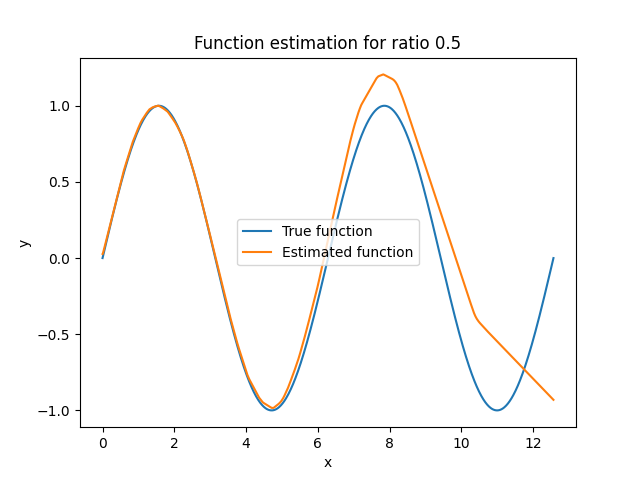 Function estimation for ratio 0.5
1.0
0.5
0.0
−0.5
−1.0
y
True function
Estimated function
0 2 4 6 8 10 12
x